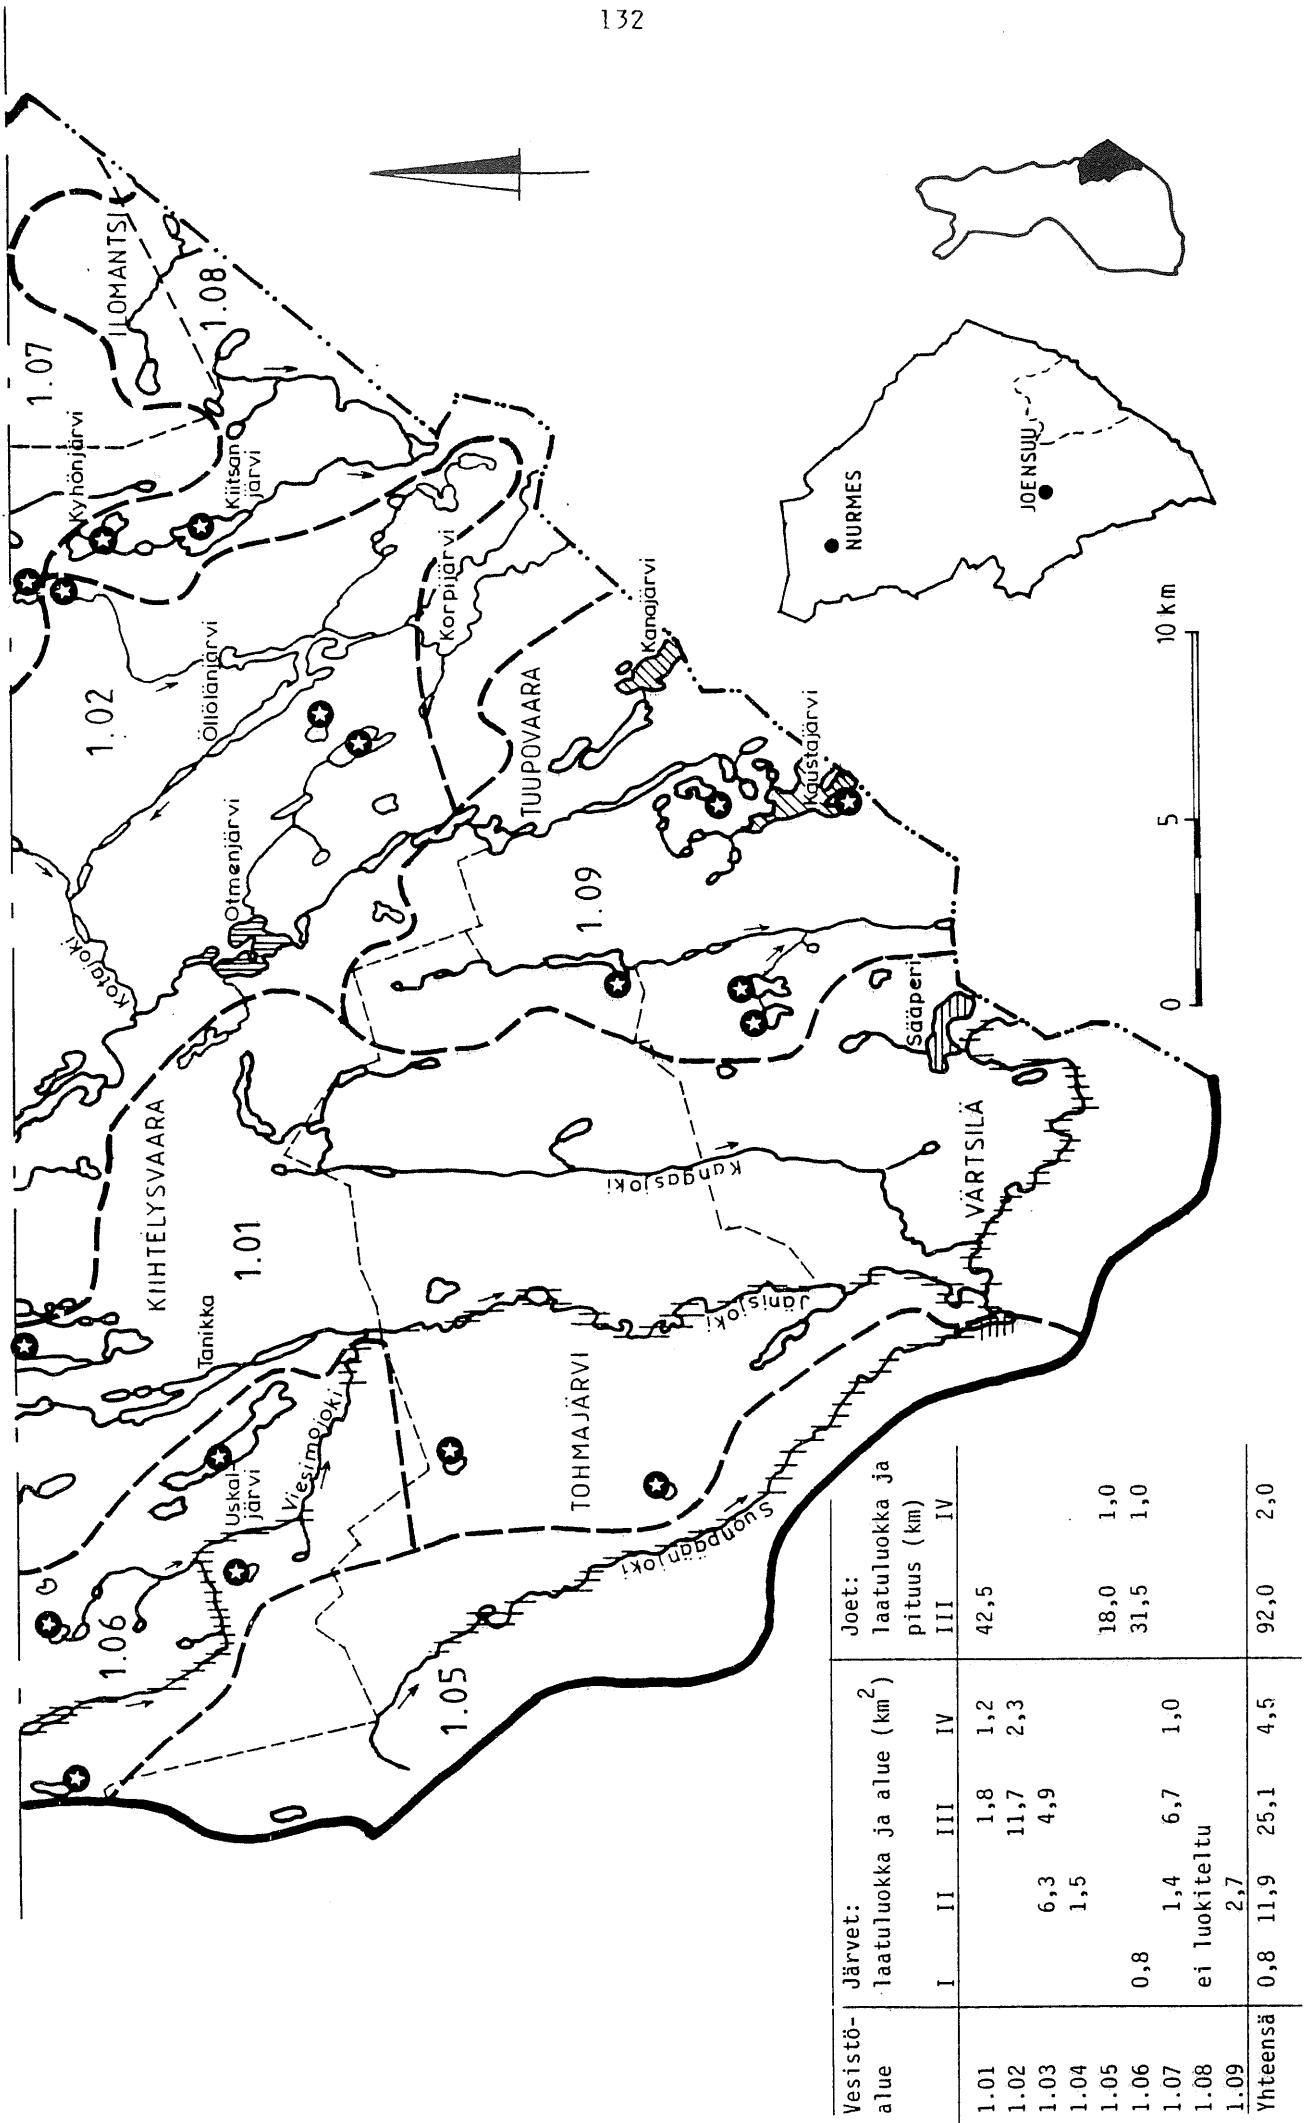 132
ILOMANTSI
1.07
1.08
Kyhönjärvi
Kiitsan
järvi
1.02
Öllölänjärvi
Korpijärvi
Kanajärvi
TUUPOVAARA
Otmenjärvi
Kotajoki
Kaustajärvi
1.09
Sääperi
KIIHTELYSVAARA
1.01
Kangasjoki
VÄRTSILÄ
Tanikka
Jänisjoki
TOHMAJÄRVI
Viesimojoki
Uskal-
järvi
1.06
Suonpäänjoki
1.05
NURMES
JOENSUU
0 5 10 km
Vesistö- Järvet: Joet:
alue laatuluokka ja alue (km2) laatuluokka ja
pituus (km)
I II III IV III IV
1.01 1,8 1,2 42,5
1.02 11,7 2,3
1.03 6,3 4,9
1.04 1,5
1.05 18,0 1,0
1.06 0,8 31,5 1,0
1.07 1,4 6,7 1,0
1.08 ei luokiteltu
1.09 2,7
Yhteensä 0,8 11,9 25,1 4,5 92,0 2,0